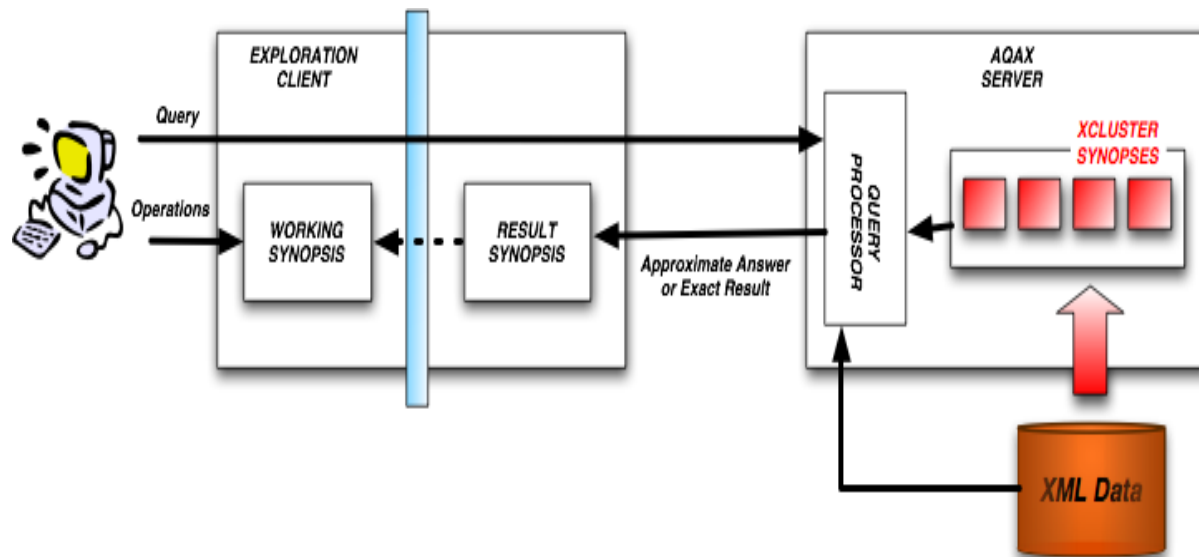 EXPLORATION
CLIENT
AQAX
SERVER
Query
XCLUSTER
SYNOPSES
QUERY
PROCESSOR
Operations
WORKING
SYNOPSIS
RESULT
SYNOPSIS
Approximate Answer
or Exact Result
XML Data